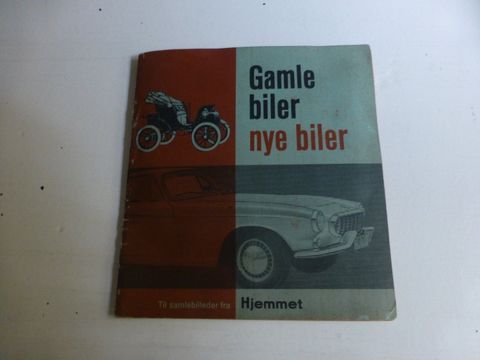 Gamle
biler
nye biler
Til samlebilleder fra Hjemmet